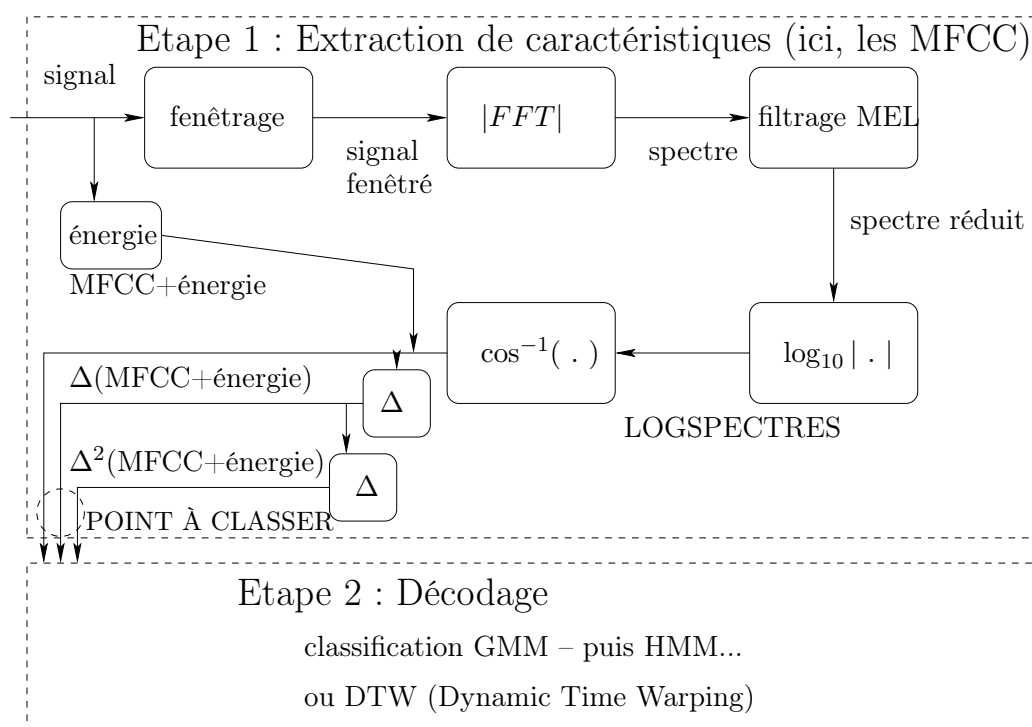 Etape 1 : Extraction de caractéristiques (ici, les MFCC)
signal
fenêtrage
|FFT|
filtrage MEL
signal
fenêtré
spectre
spectre réduit
énergie
MFCC+énergie
cos⁻¹( . )
log₁₀| . |
LOGSPECTRES
Δ(MFCC+énergie)
Δ
Δ²(MFCC+énergie)
Δ
POINT À CLASSER
Etape 2 : Décodage
classification GMM – puis HMM...
ou DTW (Dynamic Time Warping)